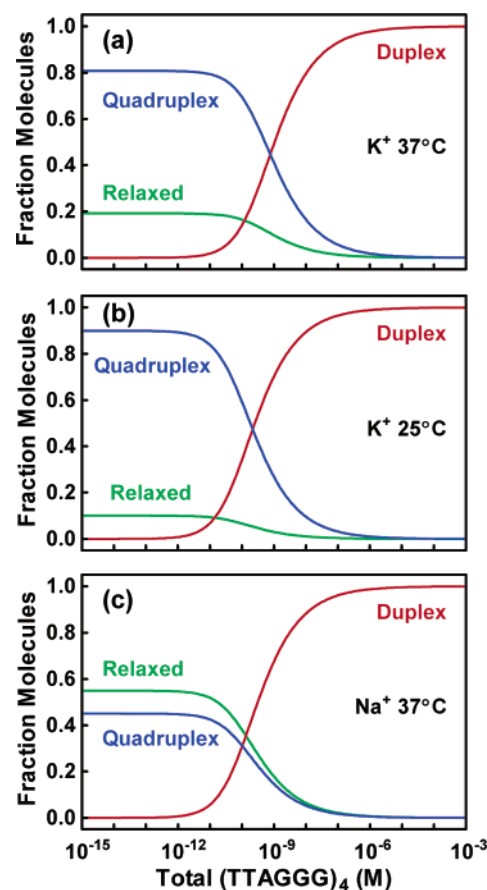 (a)
Duplex
Quadruplex
K⁺ 37°C
Relaxed
Fraction Molecules
1.0
0.8
0.6
0.4
0.2
0.0
(b)
Duplex
Quadruplex
K⁺ 25°C
Relaxed
Fraction Molecules
1.0
0.8
0.6
0.4
0.2
0.0
(c)
Duplex
Relaxed
Na⁺ 37°C
Quadruplex
Fraction Molecules
1.0
0.8
0.6
0.4
0.2
0.0
10⁻¹⁵ 10⁻¹² 10⁻⁹ 10⁻⁶ 10⁻³
Total (TTAGGG)₄ (M)